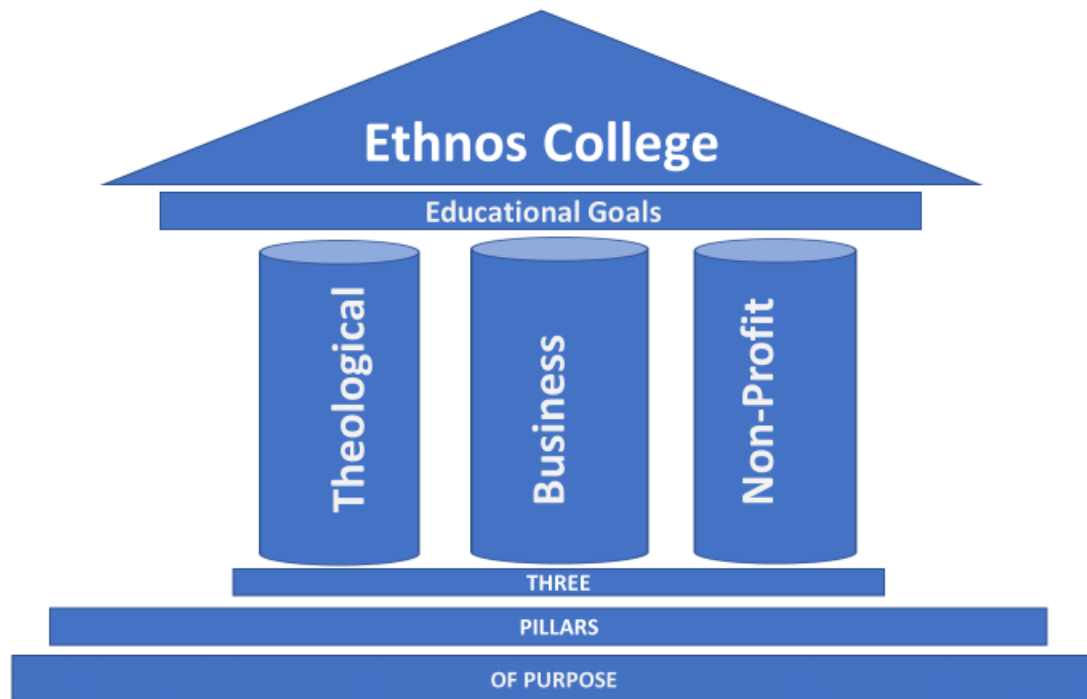 Ethnos College
Educational Goals
Theological
Business
Non-Profit
THREE
PILLARS
OF PURPOSE